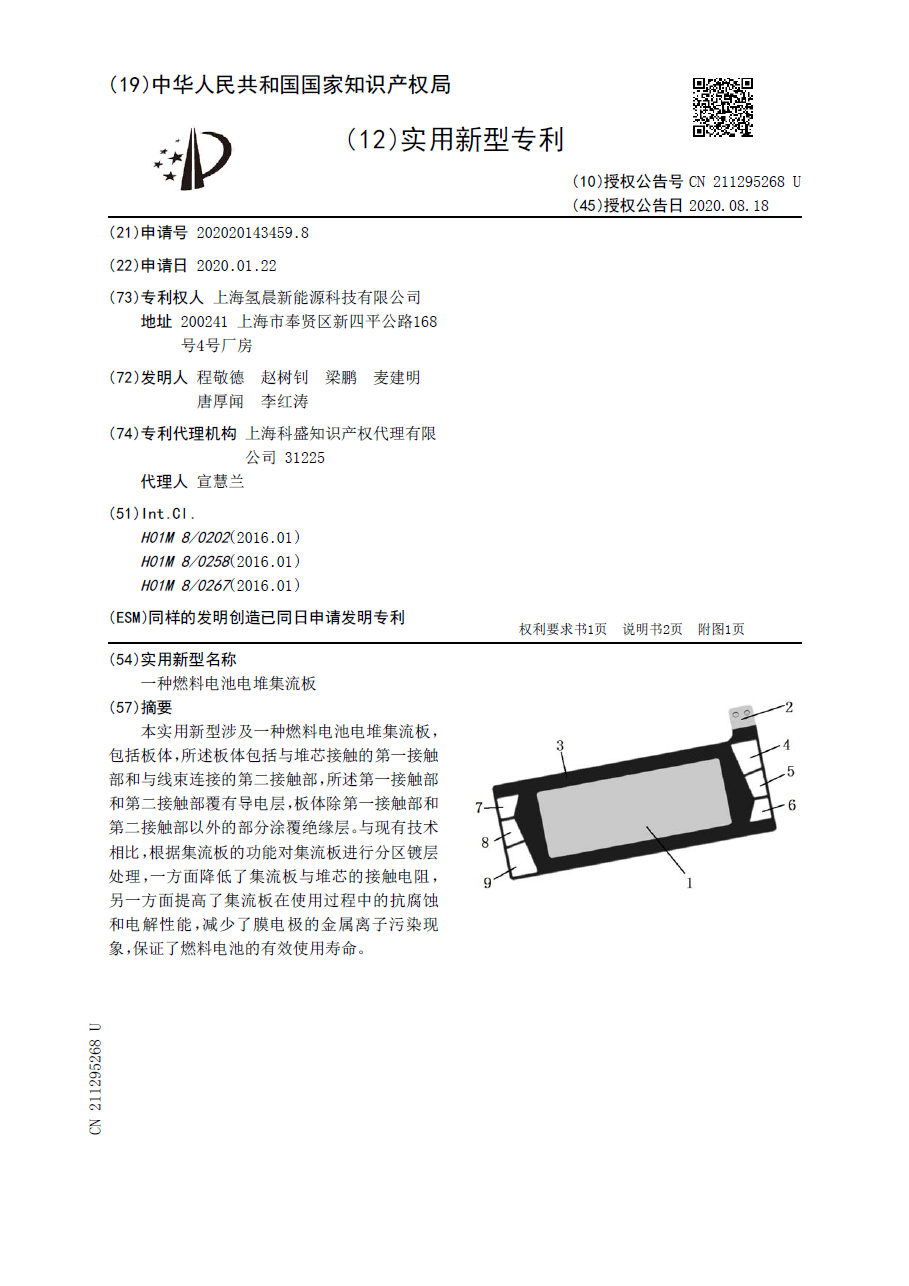 (19)中华人民共和国国家知识产权局
(12)实用新型专利
(10)授权公告号 CN 211295268 U
(45)授权公告日 2020.08.18
(21)申请号 202020143459.8
(22)申请日 2020.01.22
(73)专利权人 上海氢晨新能源科技有限公司
地址 200241 上海市奉贤区新四平公路168
号4号厂房
(72)发明人 程敬德 赵树钊 梁鹏 麦建明
唐厚闻 李红涛
(74)专利代理机构 上海科盛知识产权代理有限
公司 31225
代理人 宣慧兰
(51)Int.Cl.
H01M 8/0202(2016.01)
H01M 8/0258(2016.01)
H01M 8/0267(2016.01)
(ESM)同样的发明创造已同日申请发明专利
权利要求书1页 说明书2页 附图1页
(54)实用新型名称
一种燃料电池电堆集流板
(57)摘要
本实用新型涉及一种燃料电池电堆集流板,
包括板体,所述板体包括与堆芯接触的第一接触
部和与线束连接的第二接触部,所述第一接触部
和第二接触部覆有导电层,板体除第一接触部和
第二接触部以外的部分涂覆绝缘层。与现有技术
相比,根据集流板的功能对集流板进行分区镀层
处理,一方面降低了集流板与堆芯的接触电阻,
另一方面提高了集流板在使用过程中的抗腐蚀
和电解性能,减少了膜电极的金属离子污染现
象,保证了燃料电池的有效使用寿命。
2
3
4
5
7
6
8
9
1
CN 211295268 U